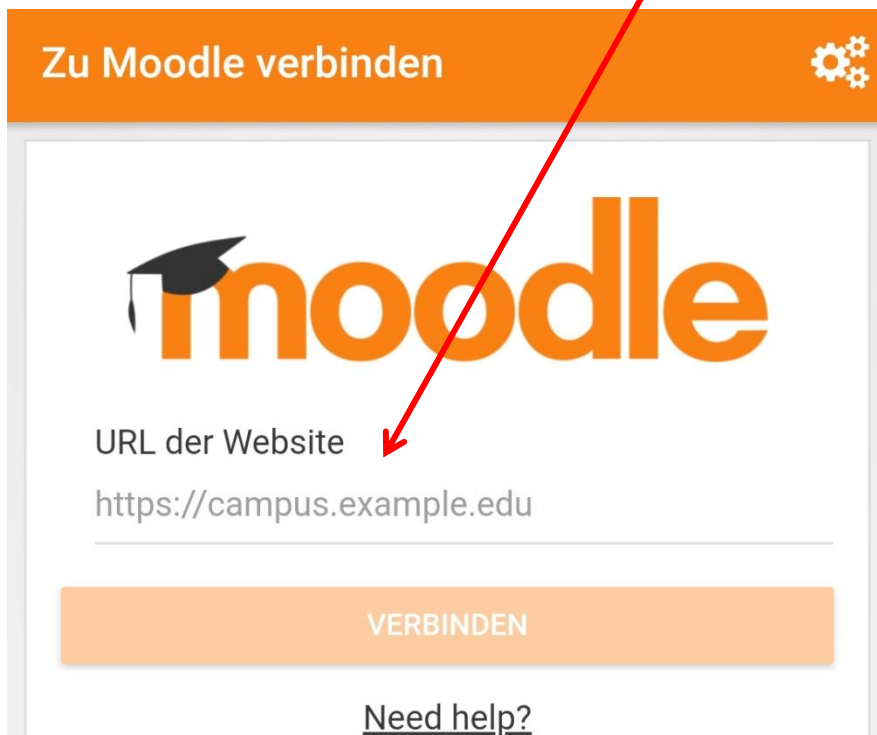 Zu Moodle verbinden
moodle
URL der Website
https://campus.example.edu
VERBINDEN
Need help?